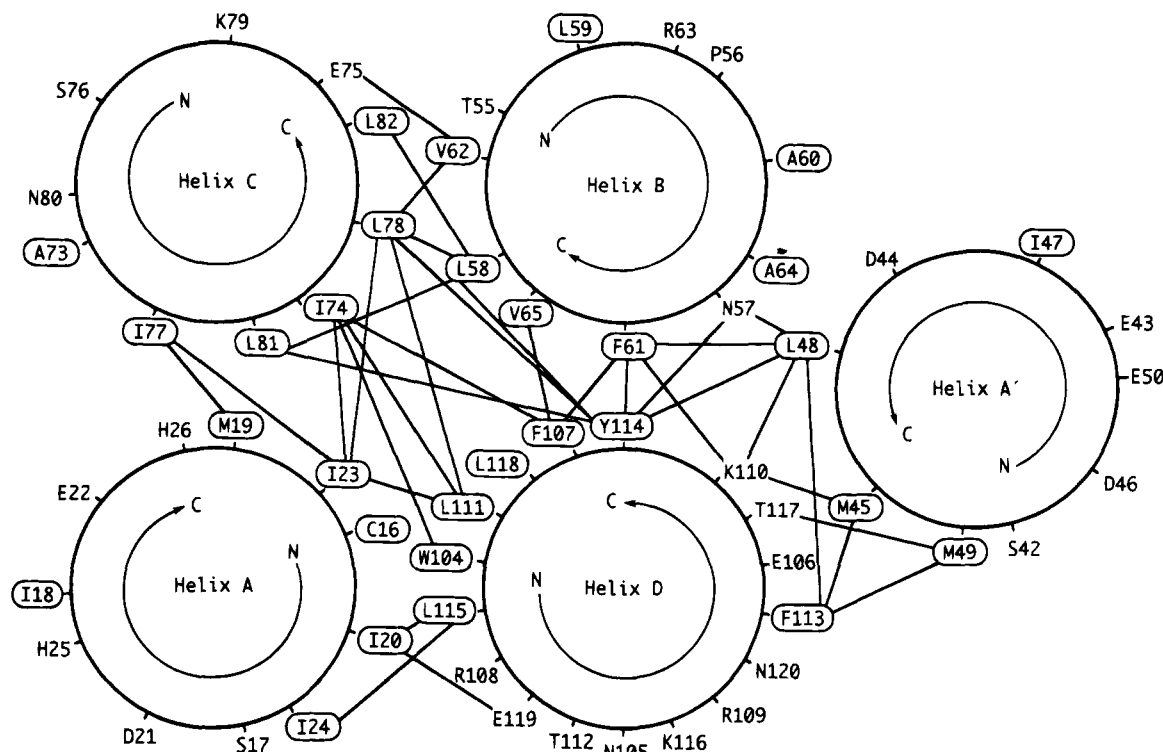 K79
L59
R63
P56
E75
S76
N
C
L82
T55
N
V62
A60
Helix C
Helix B
N80
L78
C
A73
L58
A64
D44
I47
I74
V65
N57
E43
I77
L81
F61
L48
E50
Helix A´
M19
F107
Y114
C
H26
N
L118
K110
D46
E22
I23
C
L111
C
T117
M45
C16
S42
N
W104
E106
M49
I18
Helix A
N
Helix D
L115
F113
H25
I20
R108
N120
E119
R109
D21
S17
I24
T112
N105
K116